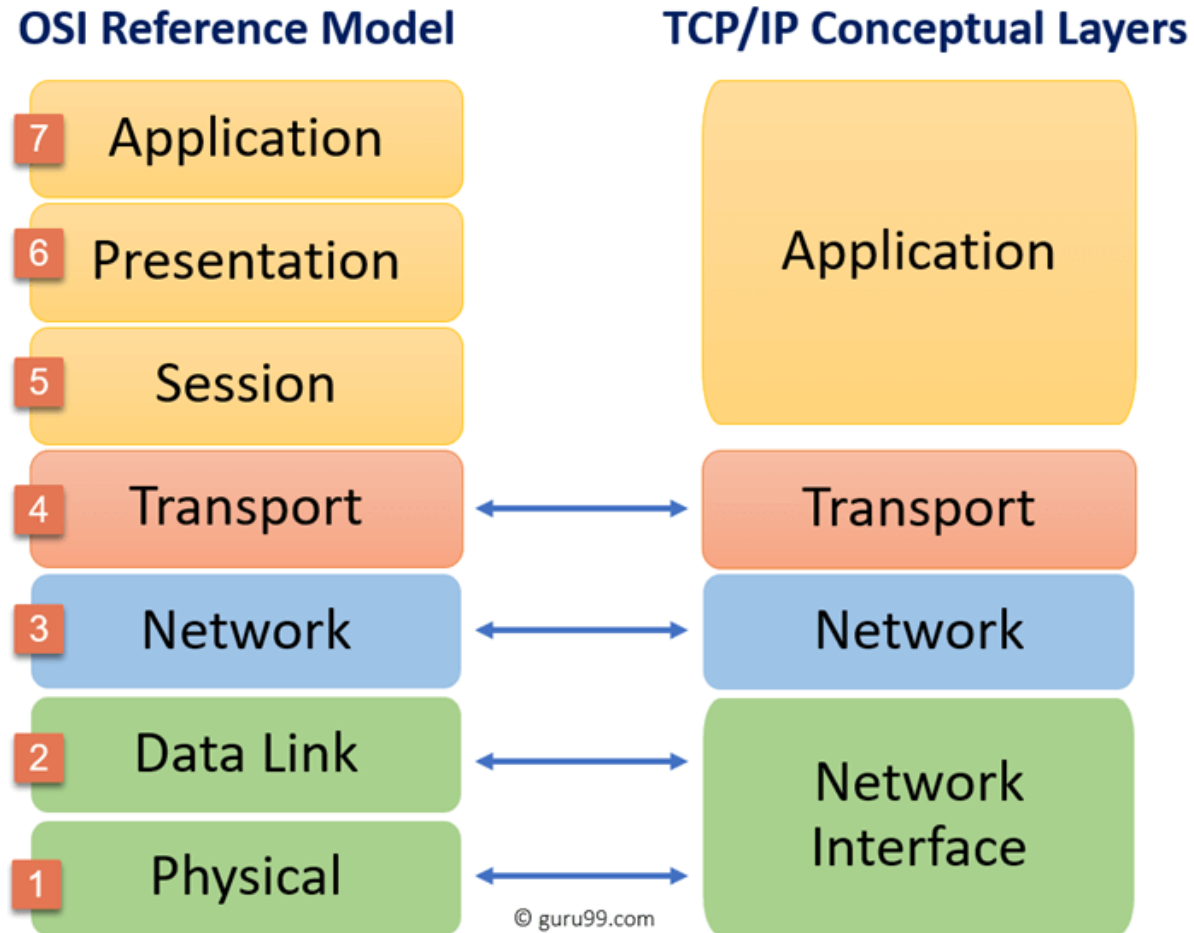 OSI Reference Model
TCP/IP Conceptual Layers
7 Application
6 Presentation
5 Session
4 Transport
3 Network
2 Data Link
1 Physical
Application
Transport
Network
Network
Interface
© guru99.com